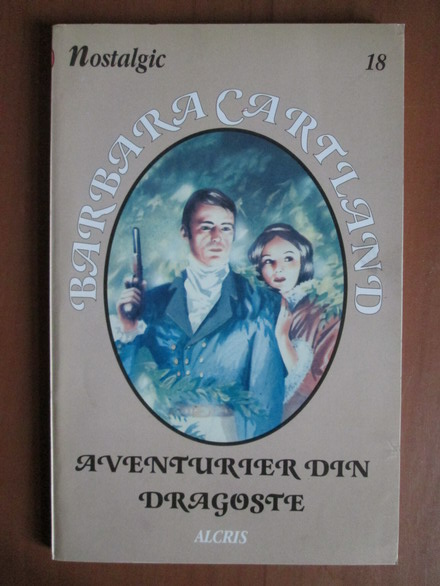 Nostalgic 18
BARBARA CARTLAND
AVENTURIER DIN
DRAGOSTE
ALCRIS